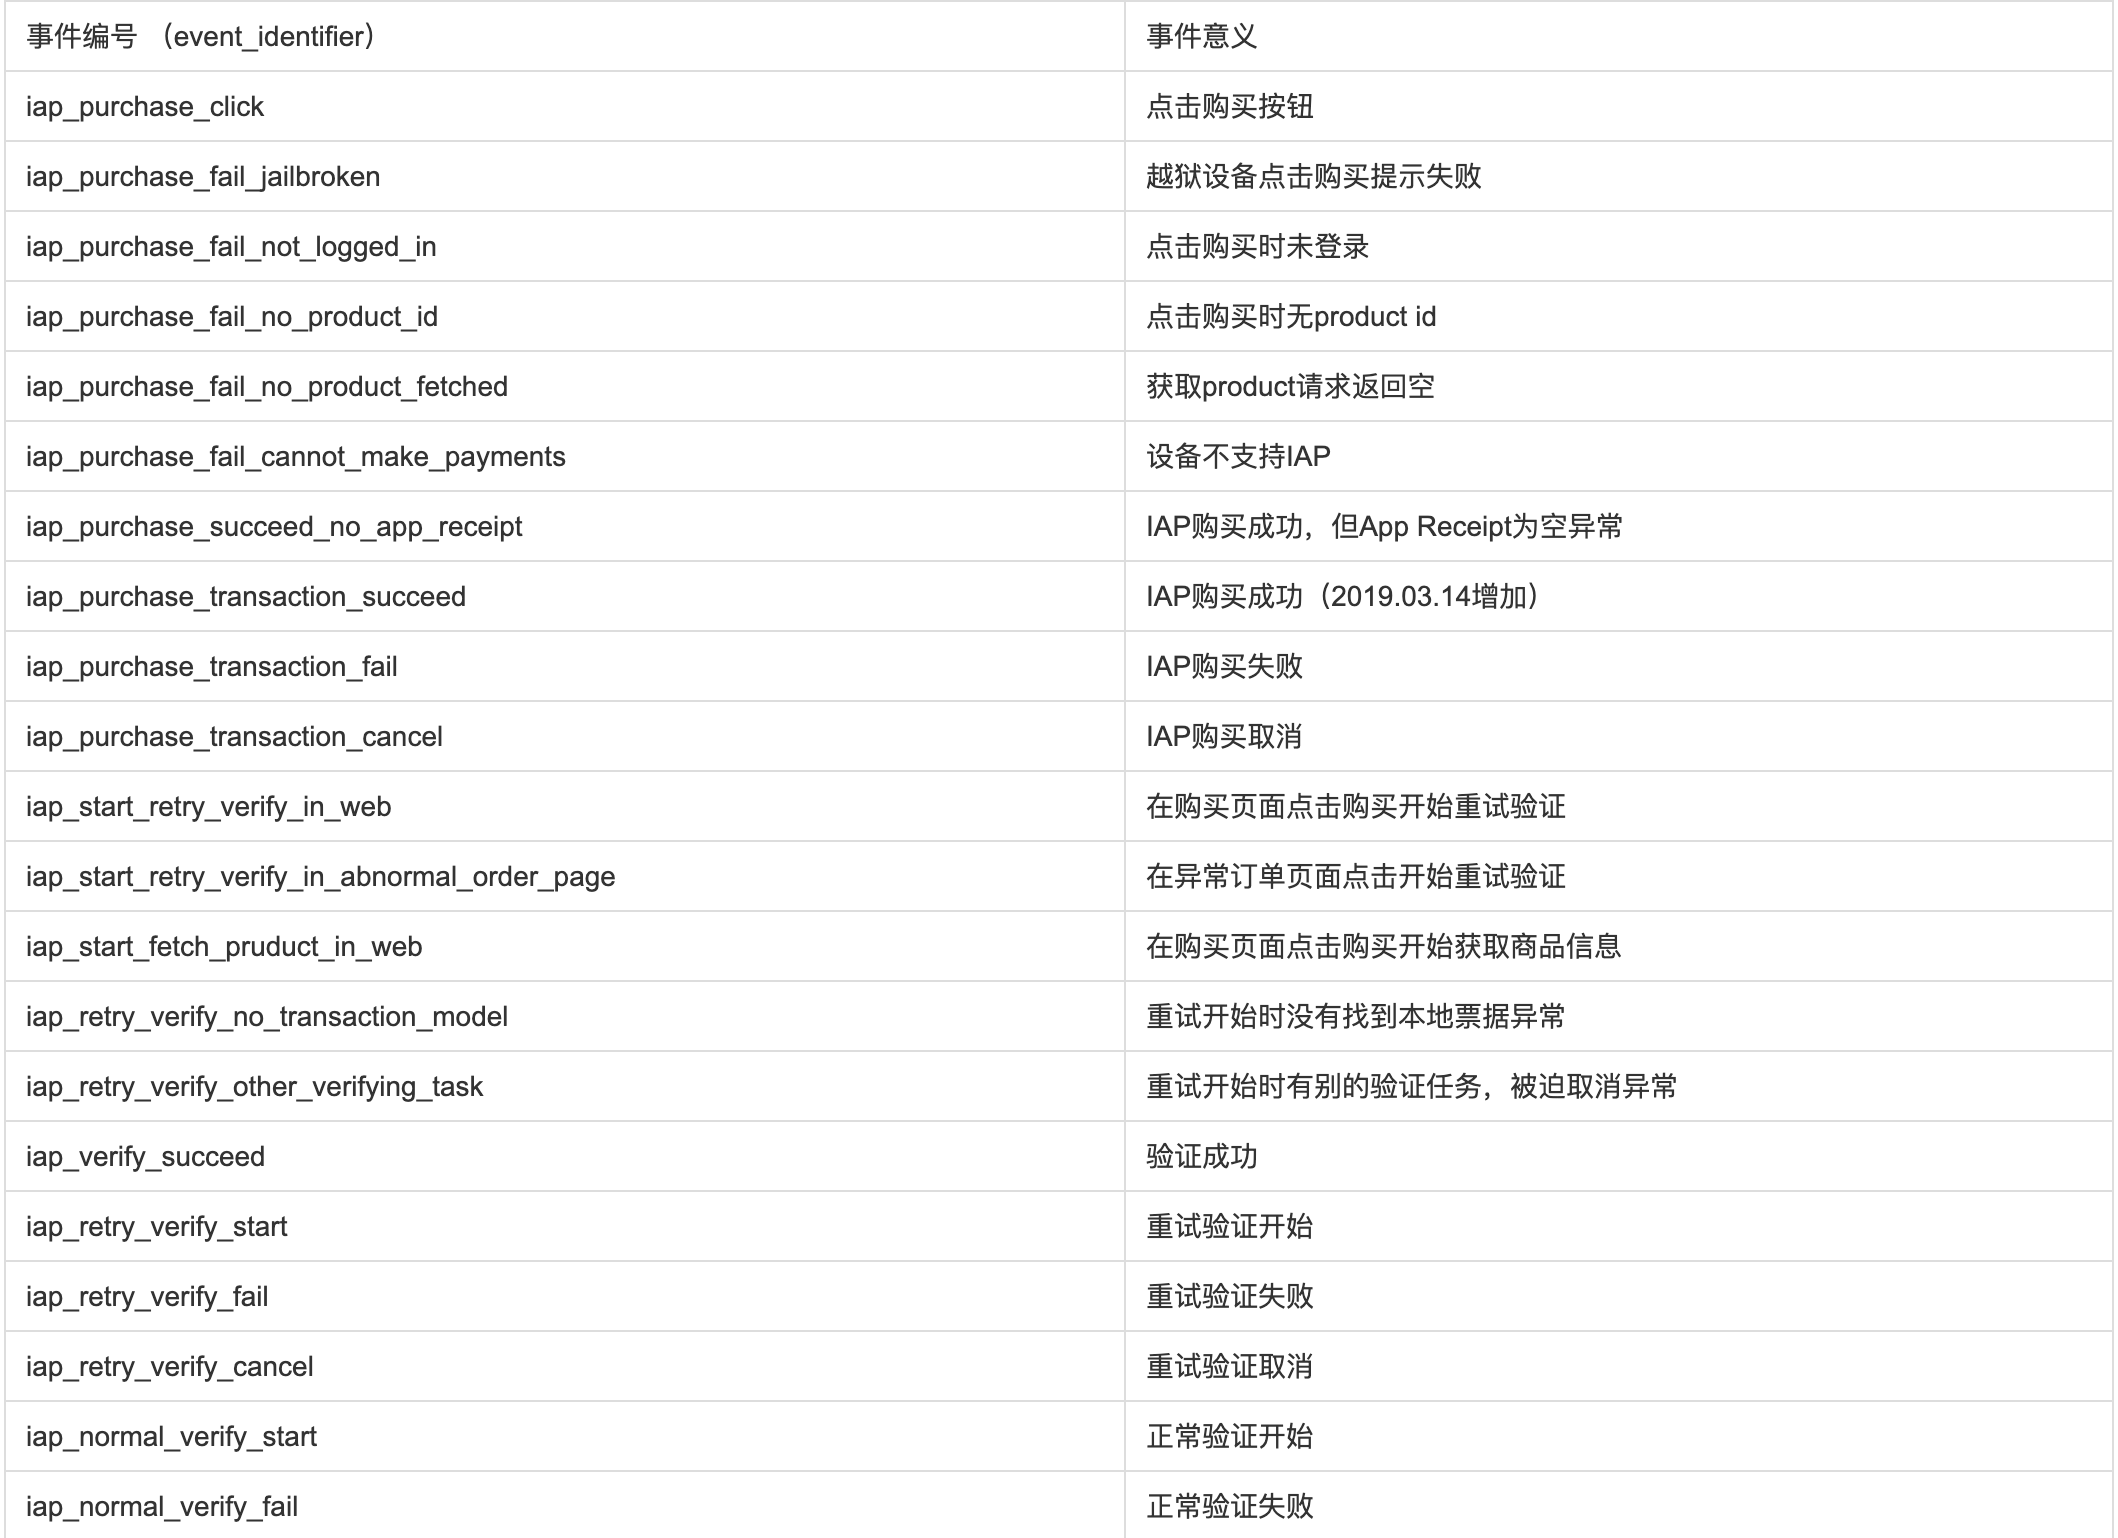 事件编号 （event_identifier） 事件意义
iap_purchase_click 点击购买按钮
iap_purchase_fail_jailbroken 越狱设备点击购买提示失败
iap_purchase_fail_not_logged_in 点击购买时未登录
iap_purchase_fail_no_product_id 点击购买时无product id
iap_purchase_fail_no_product_fetched 获取product请求返回空
iap_purchase_fail_cannot_make_payments 设备不支持IAP
iap_purchase_succeed_no_app_receipt IAP购买成功，但App Receipt为空异常
iap_purchase_transaction_succeed IAP购买成功（2019.03.14增加）
iap_purchase_transaction_fail IAP购买失败
iap_purchase_transaction_cancel IAP购买取消
iap_start_retry_verify_in_web 在购买页面点击购买开始重试验证
iap_start_retry_verify_in_abnormal_order_page 在异常订单页面点击开始重试验证
iap_start_fetch_pruduct_in_web 在购买页面点击购买开始获取商品信息
iap_retry_verify_no_transaction_model 重试开始时没有找到本地票据异常
iap_retry_verify_other_verifying_task 重试开始时有别的验证任务，被迫取消异常
iap_verify_succeed 验证成功
iap_retry_verify_start 重试验证开始
iap_retry_verify_fail 重试验证失败
iap_retry_verify_cancel 重试验证取消
iap_normal_verify_start 正常验证开始
iap_normal_verify_fail 正常验证失败